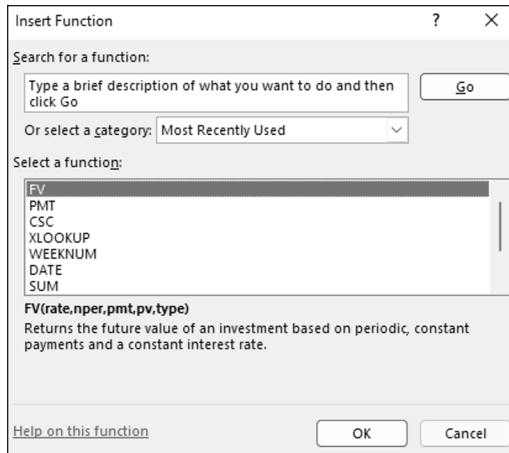 Insert Function
?
Search for a function:
Type a brief description of what you want to do and then
click Go
Go
Or select a category: Most Recently Used
Select a function:
FV
PMT
CSC
XLOOKUP
WEEKNUM
DATE
SUM
FV(rate,nper,pmt,pv,type)
Returns the future value of an investment based on periodic, constant
payments and a constant interest rate.
Help on this function
OK
Cancel